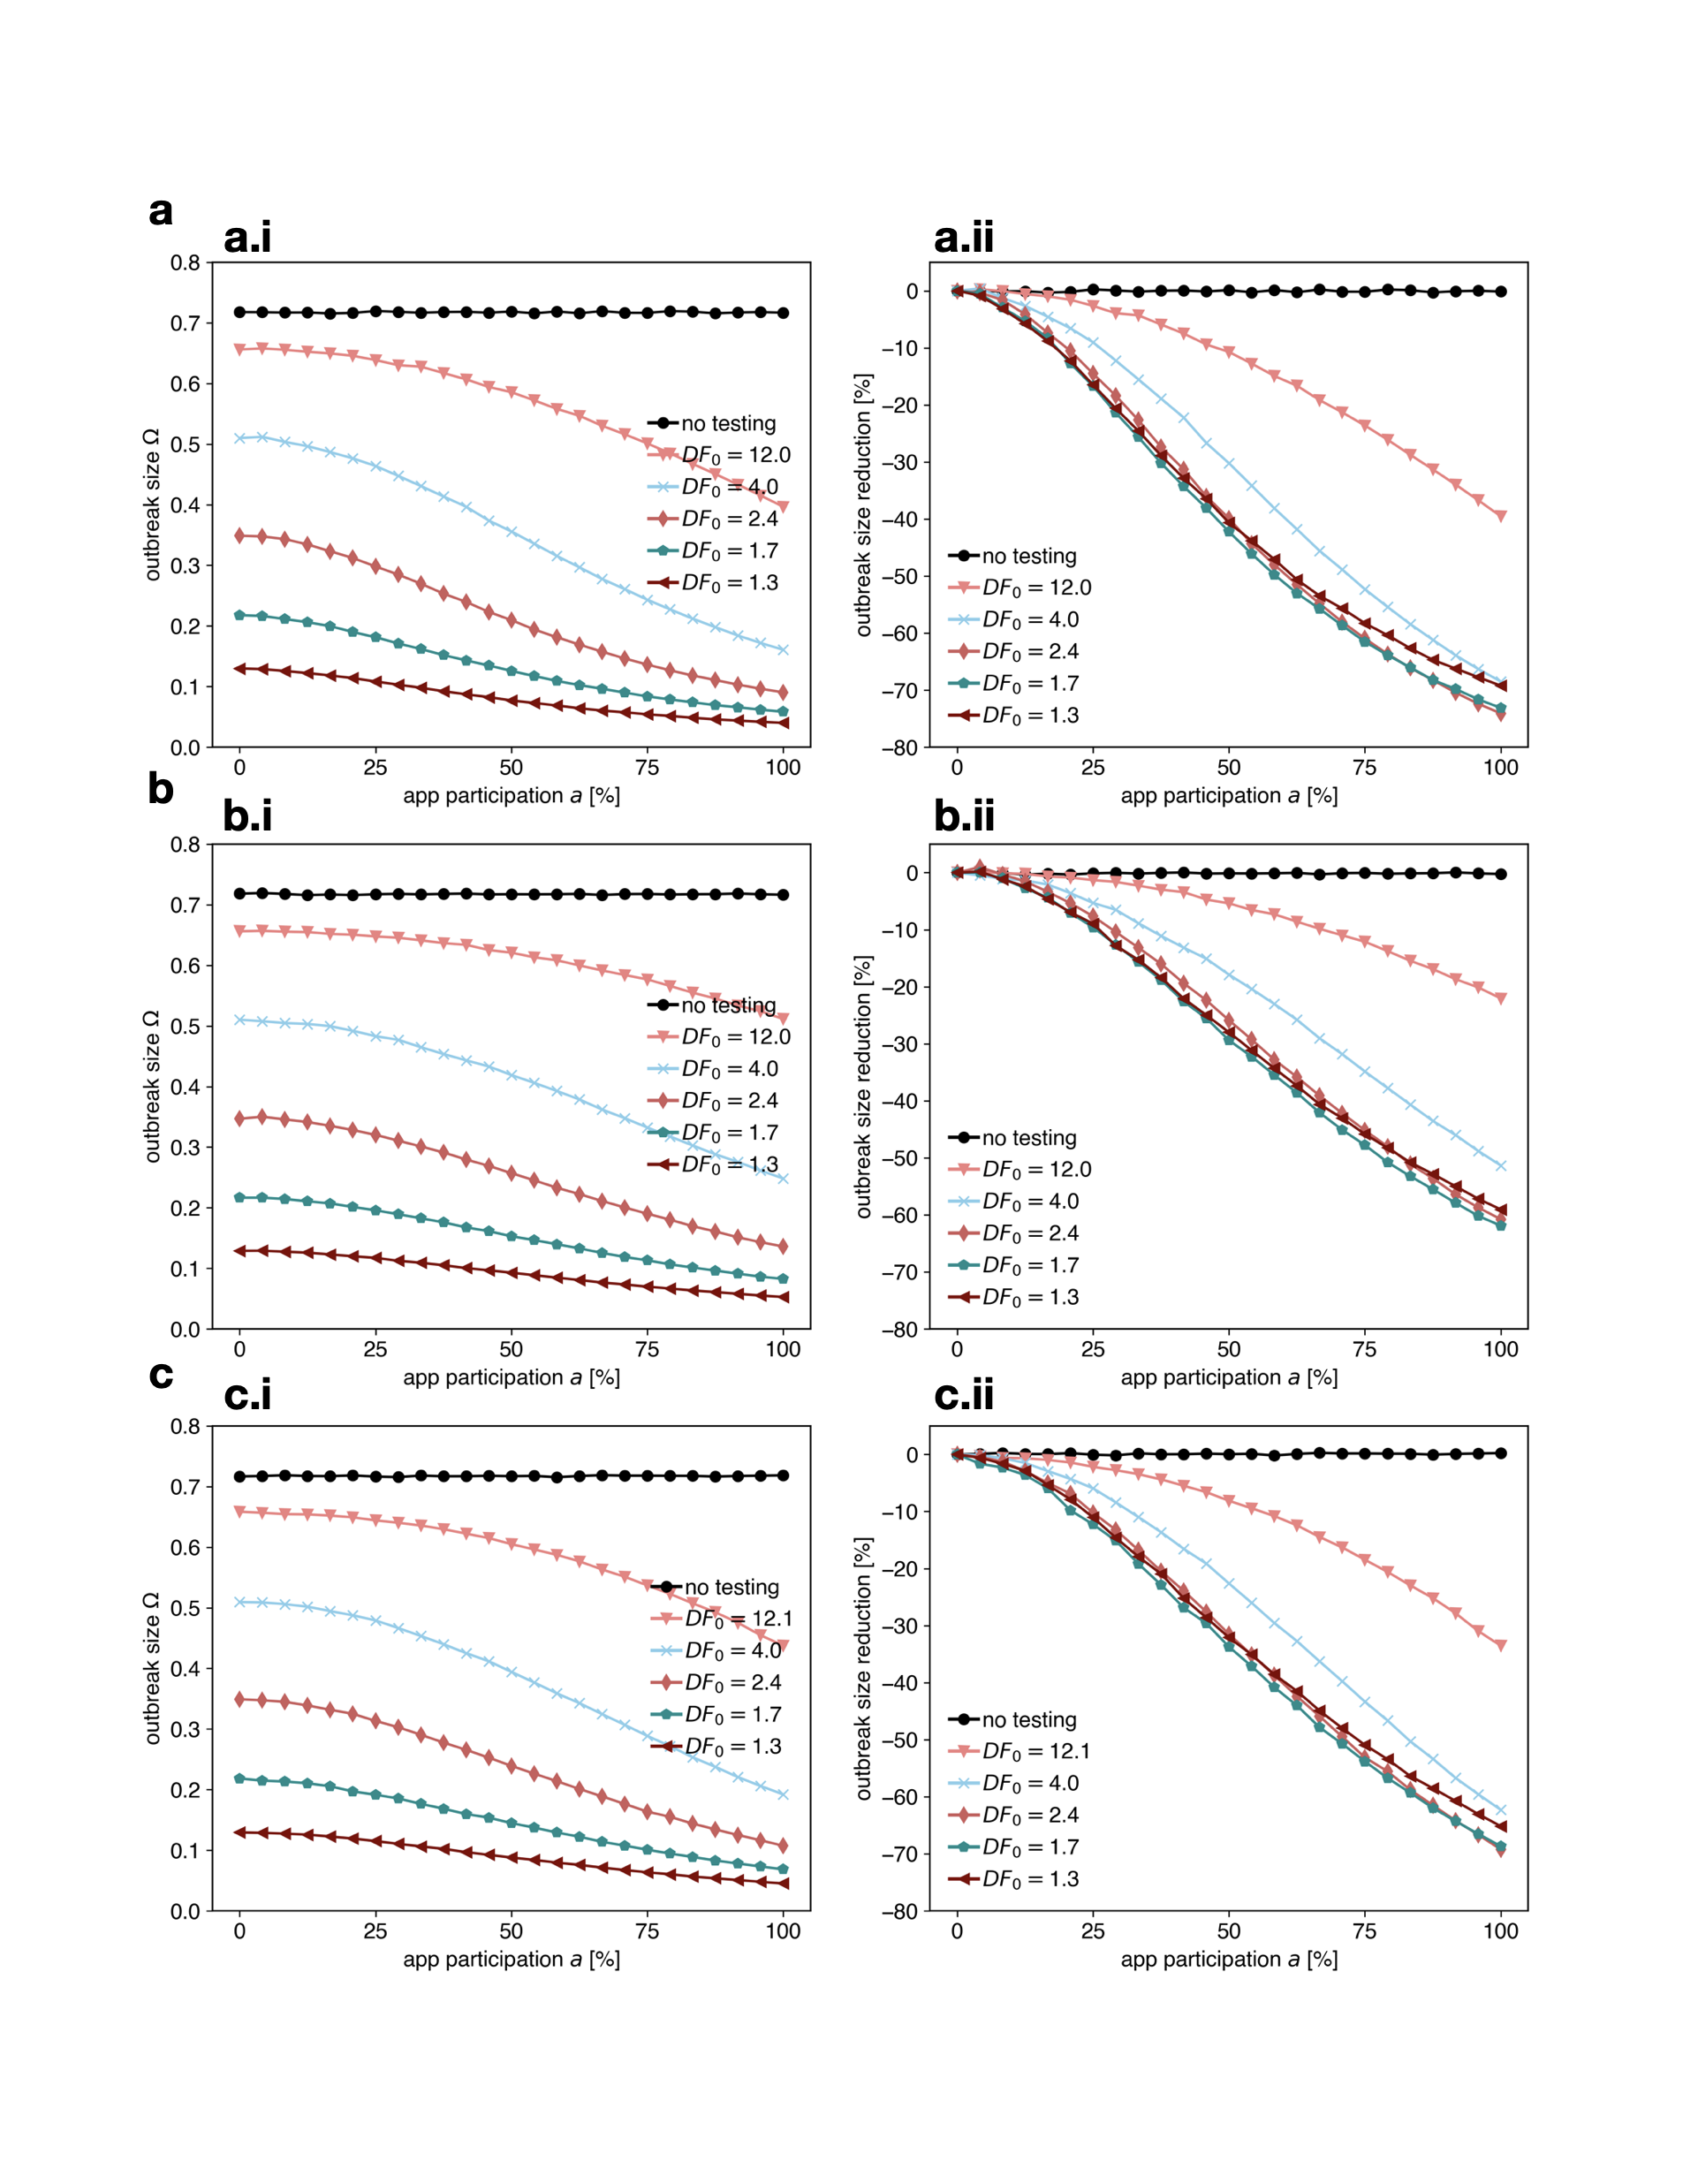 a
a.i
0.8
0.7
0.6
0.5
0.4
0.3
0.2
0.1
0.0
outbreak size Ω
no testing
DF0 = 12.0
DF0 = 4.0
DF0 = 2.4
DF0 = 1.7
DF0 = 1.3
0 25 50 75 100
app participation a [%]
a.ii
0
−10
−20
−30
−40
−50
−60
−70
−80
outbreak size reduction [%]
no testing
DF0 = 12.0
DF0 = 4.0
DF0 = 2.4
DF0 = 1.7
DF0 = 1.3
0 25 50 75 100
app participation a [%]
b
b.i
0.8
0.7
0.6
0.5
0.4
0.3
0.2
0.1
0.0
outbreak size Ω
no testing
DF0 = 12.0
DF0 = 4.0
DF0 = 2.4
DF0 = 1.7
DF0 = 1.3
0 25 50 75 100
app participation a [%]
b.ii
0
−10
−20
−30
−40
−50
−60
−70
−80
outbreak size reduction [%]
no testing
DF0 = 12.0
DF0 = 4.0
DF0 = 2.4
DF0 = 1.7
DF0 = 1.3
0 25 50 75 100
app participation a [%]
c
c.i
0.8
0.7
0.6
0.5
0.4
0.3
0.2
0.1
0.0
outbreak size Ω
no testing
DF0 = 12.1
DF0 = 4.0
DF0 = 2.4
DF0 = 1.7
DF0 = 1.3
0 25 50 75 100
app participation a [%]
c.ii
0
−10
−20
−30
−40
−50
−60
−70
−80
outbreak size reduction [%]
no testing
DF0 = 12.1
DF0 = 4.0
DF0 = 2.4
DF0 = 1.7
DF0 = 1.3
0 25 50 75 100
app participation a [%]